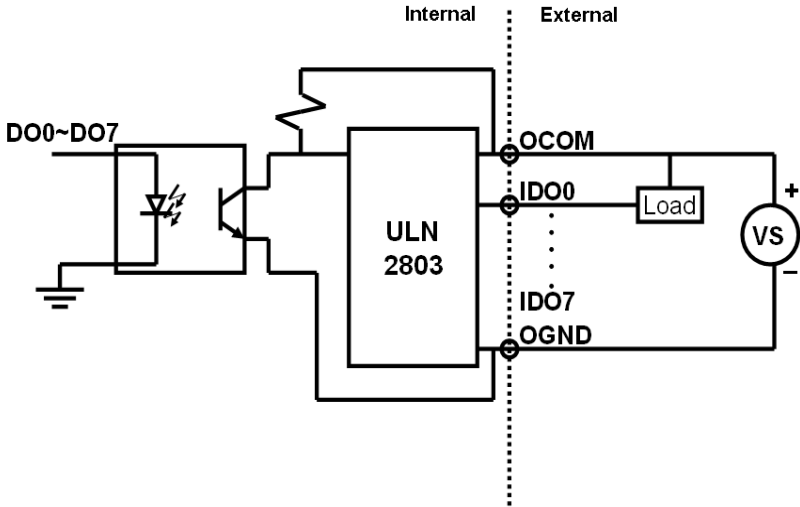 Internal
External
DO0~DO7
OCOM
+
IDO0
Load
ULN
2803
VS
−
IDO7
OGND